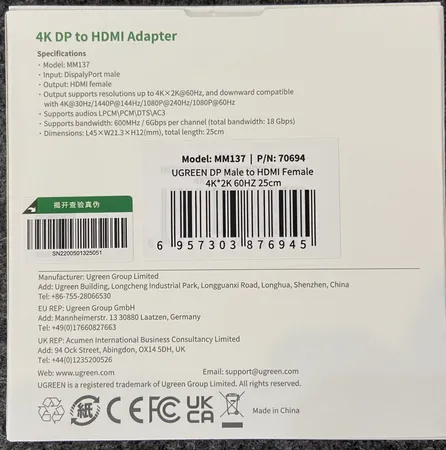 4K DP to HDMI Adapter
Specifications
· Model: MM137
· Input: DispalyPort male
· Output: HDMI female
· Output supports resolutions up to 4K×2K@60Hz, and downward compatible
with 4K@30Hz/1440P@144Hz/1080P@240Hz/1080P@60Hz
· Supports audios LPCM\PCM\DTS\AC3
· Supports bandwidth: 600MHz / 6Gbps per channel (total bandwidth: 18 Gbps)
· Dimensions: L45×W21.3×H12(mm), total length: 25cm
Model: MM137 | P/N: 70694
UGREEN DP Male to HDMI Female
4K*2K 60HZ 25cm
6 957303 876945
揭开查验真伪
SN2200501325051
Manufacturer: Ugreen Group Limited
Add: Ugreen Building, Longcheng Industrial Park, Longguanxi Road, Longhua, Shenzhen, China
Tel: +86-755-28066530
EU REP: Ugreen Group GmbH
Add: Mannheimerstr. 13 30880 Laatzen, Germany
Tel: +49(0)17660827663
UK REP: Acumen International Business Consultancy Limited
Add: 94 Ock Street, Abingdon, OX14 5DH, UK
Tel: +44(0)1235200526
Web: www.ugreen.com Email: support@ugreen.com
UGREEN is a registered trademark of Ugreen Group Limited. All rights reserved.
紙 CE FC UK CA Made in China